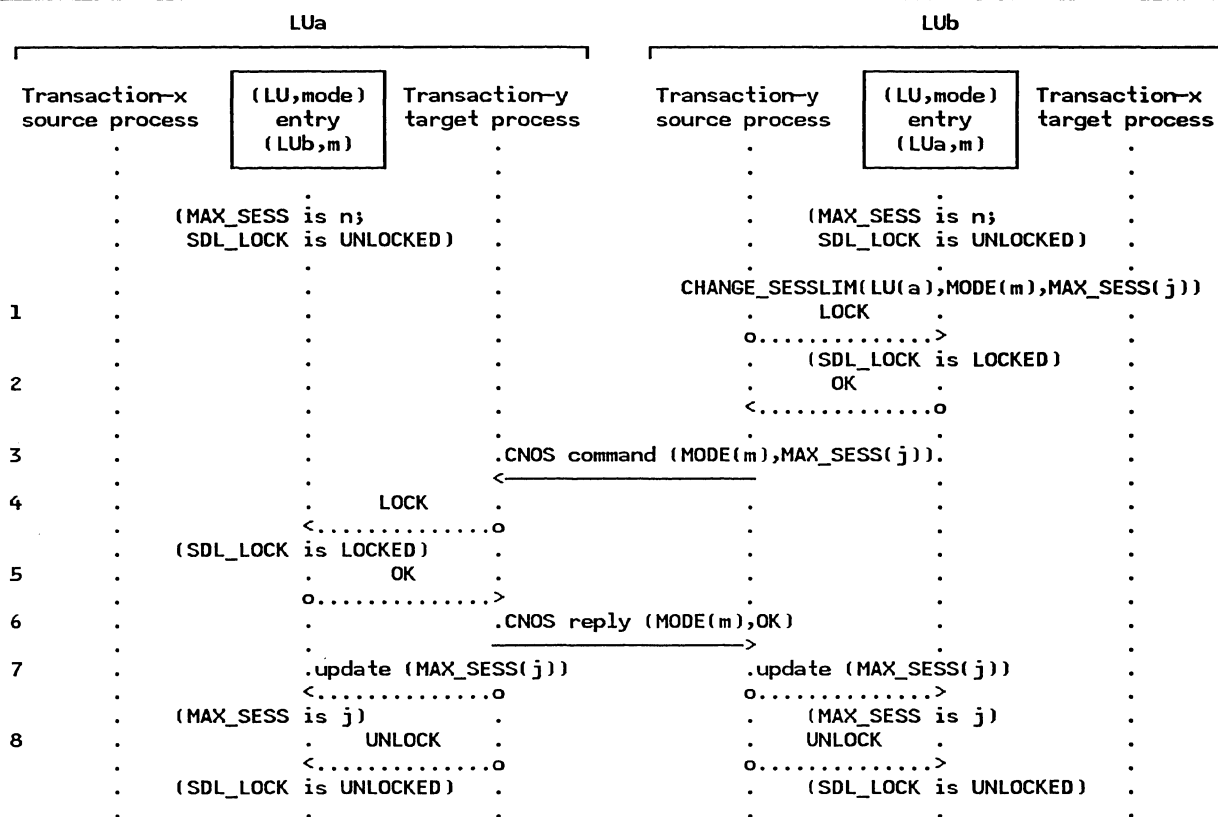 LUa LUb
Transaction-x (LU,mode) Transaction-y Transaction-y (LU,mode) Transaction-x
source process entry target process source process entry target process
(LUb,m) (LUa,m)
(MAX_SESS is n; (MAX_SESS is n;
SDL_LOCK is UNLOCKED) SDL_LOCK is UNLOCKED)
CHANGE_SESSLIM(LU(a),MODE(m),MAX_SESS(j))
1 LOCK
o..............>
(SDL_LOCK is LOCKED)
2 OK
<..............o
3 .CNOS command (MODE(m),MAX_SESS(j)).
4 LOCK
<..............o
(SDL_LOCK is LOCKED)
5 OK
o..............>
6 .CNOS reply (MODE(m),OK)
7 .update (MAX_SESS(j)) .update (MAX_SESS(j))
<..............o o..............>
(MAX_SESS is j) (MAX_SESS is j)
8 UNLOCK UNLOCK
<..............o o..............>
(SDL_LOCK is UNLOCKED) (SDL_LOCK is UNLOCKED)